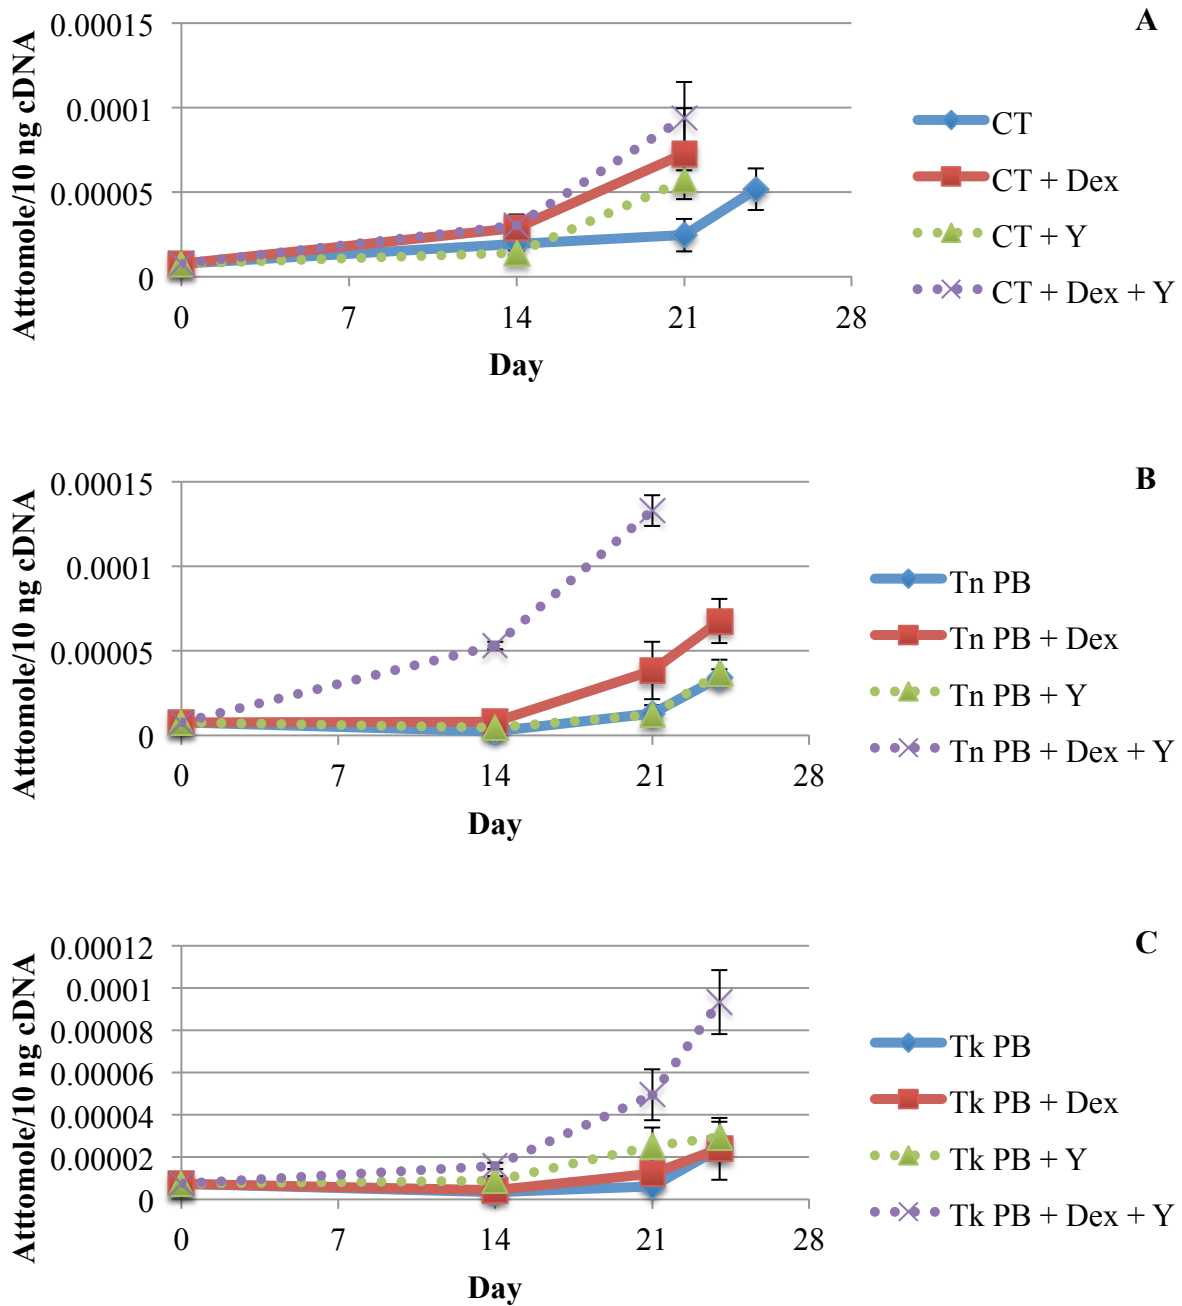 A
Atttomole/10 ng cDNA
0.00015
0.0001
0.00005
0
0 7 14 21 28
Day
CT
CT + Dex
CT + Y
CT + Dex + Y
B
Atttomole/10 ng cDNA
0.00015
0.0001
0.00005
0
0 7 14 21 28
Day
Tn PB
Tn PB + Dex
Tn PB + Y
Tn PB + Dex + Y
C
Atttomole/10 ng cDNA
0.00012
0.0001
0.00008
0.00006
0.00004
0.00002
0
0 7 14 21 28
Day
Tk PB
Tk PB + Dex
Tk PB + Y
Tk PB + Dex + Y